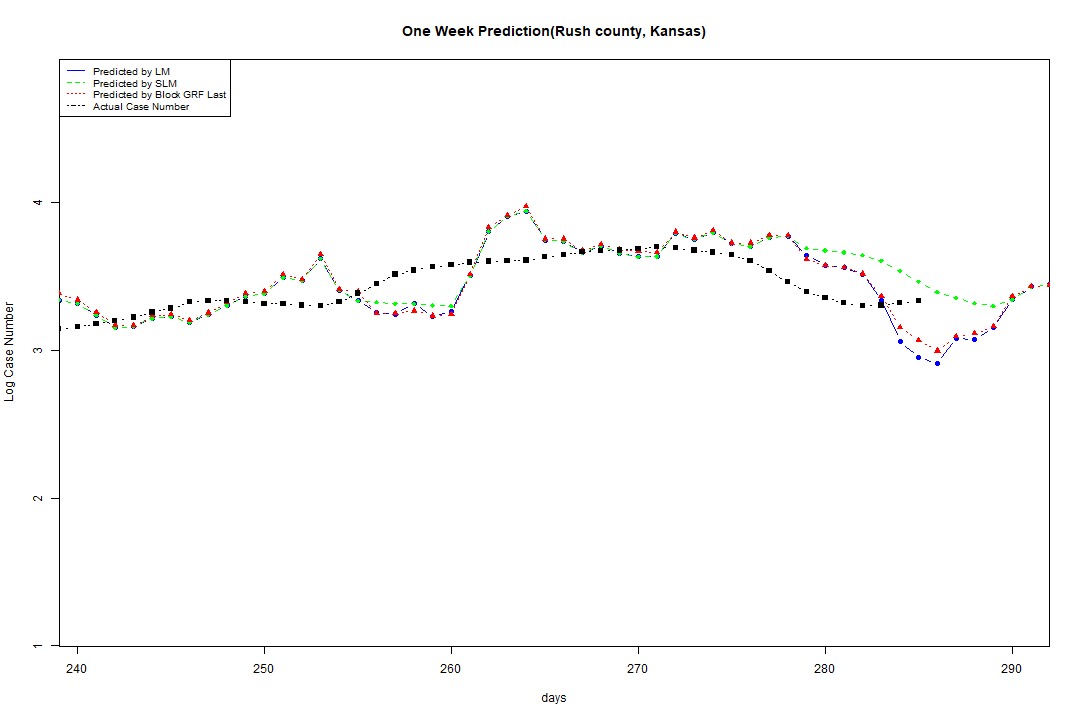 One Week Prediction(Rush county, Kansas)
Predicted by LM
Predicted by SLM
Predicted by Block GRF Last
Actual Case Number
4
3
2
1
Log Case Number
240 250 260 270 280 290
days